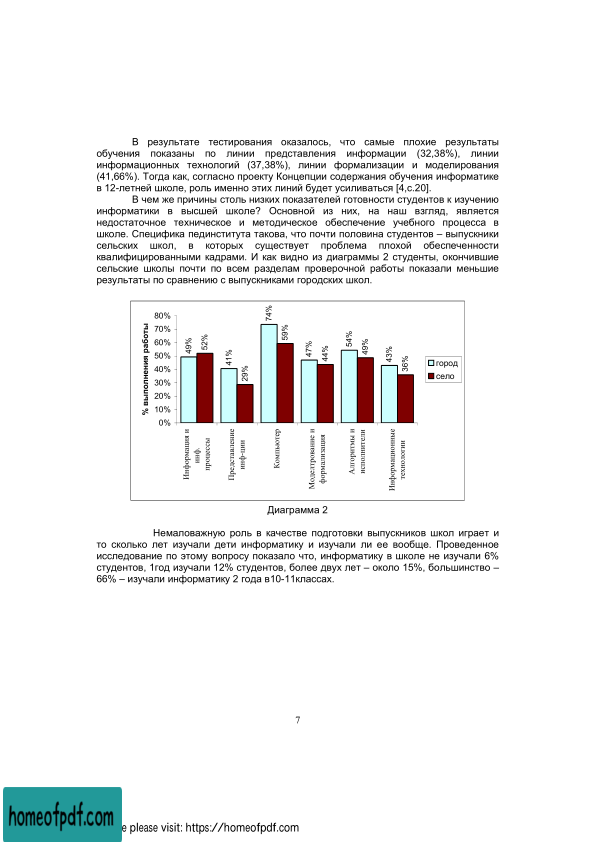 В результате тестирования оказалось, что самые плохие результаты
обучения показаны по линии представления информации (32,38%), линии
информационных технологий (37,38%), линии формализации и моделирования
(41,66%). Тогда как, согласно проекту Концепции содержания обучения информатике
в 12-летней школе, роль именно этих линий будет усиливаться [4,с.20].
В чем же причины столь низких показателей готовности студентов к изучению
информатики в высшей школе? Основной из них, на наш взгляд, является
недостаточное техническое и методическое обеспечение учебного процесса в
школе. Специфика пединститута такова, что почти половина студентов – выпускники
сельских школ, в которых существует проблема плохой обеспеченности
квалифицированными кадрами. И как видно из диаграммы 2 студенты, окончившие
сельские школы почти по всем разделам проверочной работы показали меньшие
результаты по сравнению с выпускниками городских школ.
% выполнения работы
80%
70%
60%
50%
40%
30%
20%
10%
0%
49%
52%
41%
29%
74%
59%
47%
44%
54%
49%
43%
36%
Информация и
инф.
процессы
Представление
инф-ции
Компьютер
Моделтрование и
формализация
Алгоритмы и
исполнители
Информационные
технологии
город
село
Диаграмма 2
Немаловажную роль в качестве подготовки выпускников школ играет и
то сколько лет изучали дети информатику и изучали ли ее вообще. Проведенное
исследование по этому вопросу показало что, информатику в школе не изучали 6%
студентов, 1год изучали 12% студентов, более двух лет – около 15%, большинство –
66% – изучали информатику 2 года в10-11классах.
7
homeofpdf.com
e please visit: https://homeofpdf.com